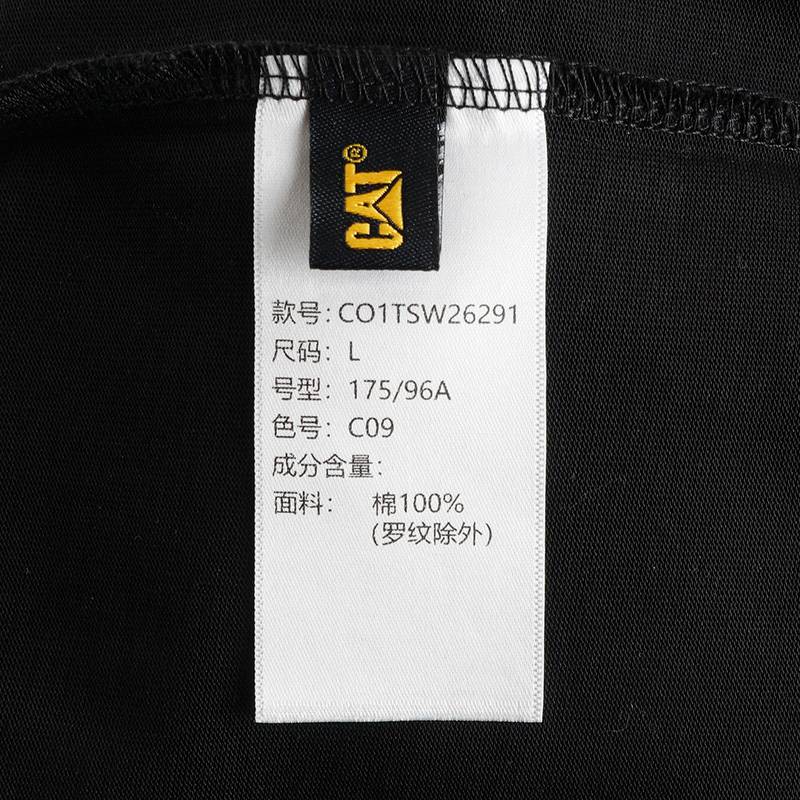 CAT®
款号:CO1TSW26291
尺码: L
号型: 175/96A
色号: C09
成分含量:
面料: 棉100%
(罗纹除外)